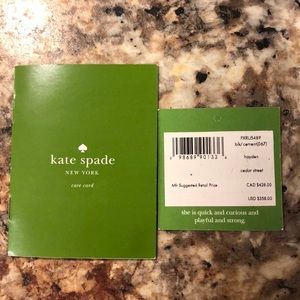 kate spade
NEW YORK
care card
PXRU5489
blk/ cement(067)
hayden
cedar street
Mfr Suggested Retail Price
CAD $428.00
USD $358.00
she is quick and curious and
playful and strong.